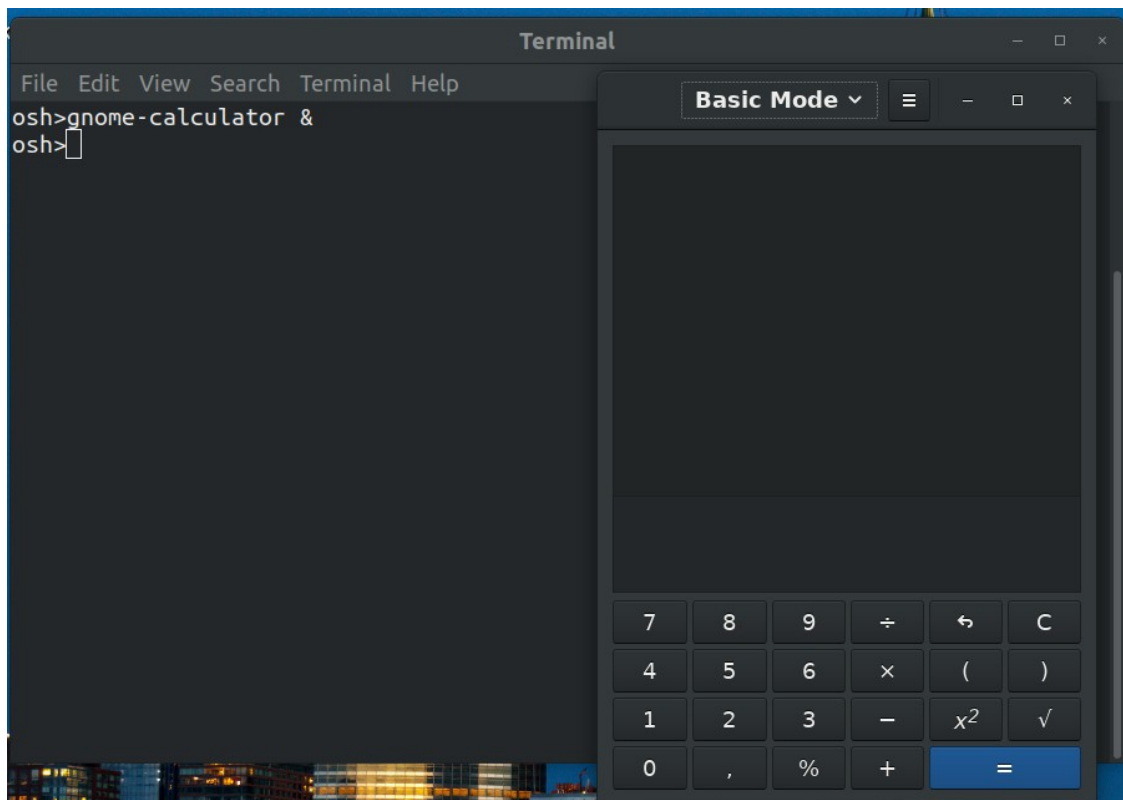 Terminal
File Edit View Search Terminal Help
osh>gnome-calculator &
osh>
Basic Mode
7 8 9 ÷ ↶ C
4 5 6 × ( )
1 2 3 − x² √
0 , % + =